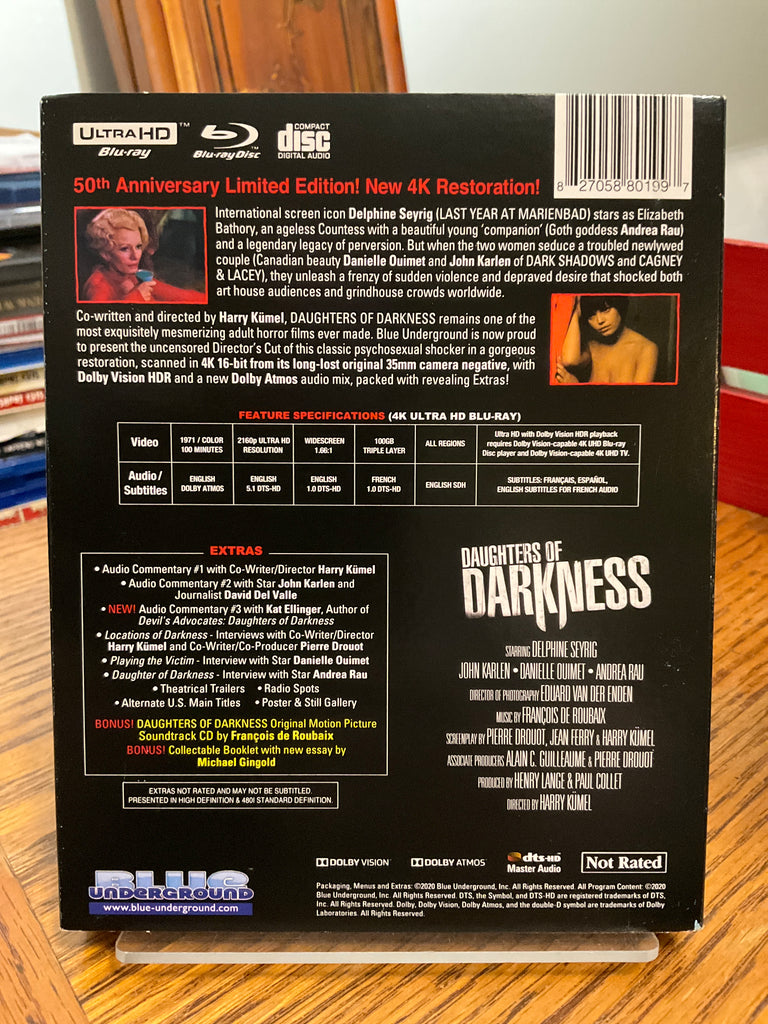 ULTRA HD™
Blu-ray
Blu-ray Disc™
COMPACT
disc
DIGITAL AUDIO
8 27058 80199 7
50th Anniversary Limited Edition! New 4K Restoration!
International screen icon Delphine Seyrig (LAST YEAR AT MARIENBAD) stars as Elizabeth
Bathory, an ageless Countess with a beautiful young ‘companion’ (Goth goddess Andrea Rau)
and a legendary legacy of perversion. But when the two women seduce a troubled newlywed
couple (Canadian beauty Danielle Ouimet and John Karlen of DARK SHADOWS and CAGNEY
& LACEY), they unleash a frenzy of sudden violence and depraved desire that shocked both
art house audiences and grindhouse crowds worldwide.
Co-written and directed by Harry Kümel, DAUGHTERS OF DARKNESS remains one of the
most exquisitely mesmerizing adult horror films ever made. Blue Underground is now proud
to present the uncensored Director's Cut of this classic psychosexual shocker in a gorgeous
restoration, scanned in 4K 16-bit from its long-lost original 35mm camera negative, with
Dolby Vision HDR and a new Dolby Atmos audio mix, packed with revealing Extras!
FEATURE SPECIFICATIONS (4K ULTRA HD BLU-RAY)
Video
1971 / COLOR
100 MINUTES
2160p ULTRA HD
RESOLUTION
WIDESCREEN
1.66:1
100GB
TRIPLE LAYER
ALL REGIONS
Ultra HD with Dolby Vision HDR playback
requires Dolby Vision-capable 4K UHD Blu-ray
Disc player and Dolby Vision-capable 4K UHD TV.
Audio /
Subtitles
ENGLISH
DOLBY ATMOS
ENGLISH
5.1 DTS-HD
ENGLISH
1.0 DTS-HD
FRENCH
1.0 DTS-HD
ENGLISH SDH
SUBTITLES: FRANÇAIS, ESPAÑOL,
ENGLISH SUBTITLES FOR FRENCH AUDIO
EXTRAS
• Audio Commentary #1 with Co-Writer/Director Harry Kümel
• Audio Commentary #2 with Star John Karlen and
Journalist David Del Valle
• NEW! Audio Commentary #3 with Kat Ellinger, Author of
Devil's Advocates: Daughters of Darkness
• Locations of Darkness - Interviews with Co-Writer/Director
Harry Kümel and Co-Writer/Co-Producer Pierre Drouot
• Playing the Victim - Interview with Star Danielle Ouimet
• Daughter of Darkness - Interview with Star Andrea Rau
• Theatrical Trailers • Radio Spots
• Alternate U.S. Main Titles • Poster & Still Gallery
BONUS! DAUGHTERS OF DARKNESS Original Motion Picture
Soundtrack CD by François de Roubaix
BONUS! Collectable Booklet with new essay by
Michael Gingold
EXTRAS NOT RATED AND MAY NOT BE SUBTITLED.
PRESENTED IN HIGH DEFINITION & 480I STANDARD DEFINITION.
DAUGHTERS OF
DARKNESS
STARRING DELPHINE SEYRIG
JOHN KARLEN • DANIELLE OUIMET • ANDREA RAU
DIRECTOR OF PHOTOGRAPHY EDUARD VAN DER ENDEN
MUSIC BY FRANÇOIS DE ROUBAIX
SCREENPLAY BY PIERRE DROUOT, JEAN FERRY & HARRY KÜMEL
ASSOCIATE PRODUCERS ALAIN C. GUILLEAUME & PIERRE DROUOT
PRODUCED BY HENRY LANGE & PAUL COLLET
DIRECTED BY HARRY KÜMEL
BLUE
UNDERGROUND
www.blue-underground.com
DOLBY VISION
DOLBY ATMOS
dts-HD
Master Audio
Not Rated
Packaging, Menus and Extras: ©2020 Blue Underground, Inc. All Rights Reserved. All Program Content: ©2020
Blue Underground, Inc. All Rights Reserved. DTS, the Symbol, and DTS-HD are registered trademarks of DTS,
Inc. All Rights Reserved. Dolby, Dolby Vision, Dolby Atmos, and the double-D symbol are trademarks of Dolby
Laboratories. All Rights Reserved.